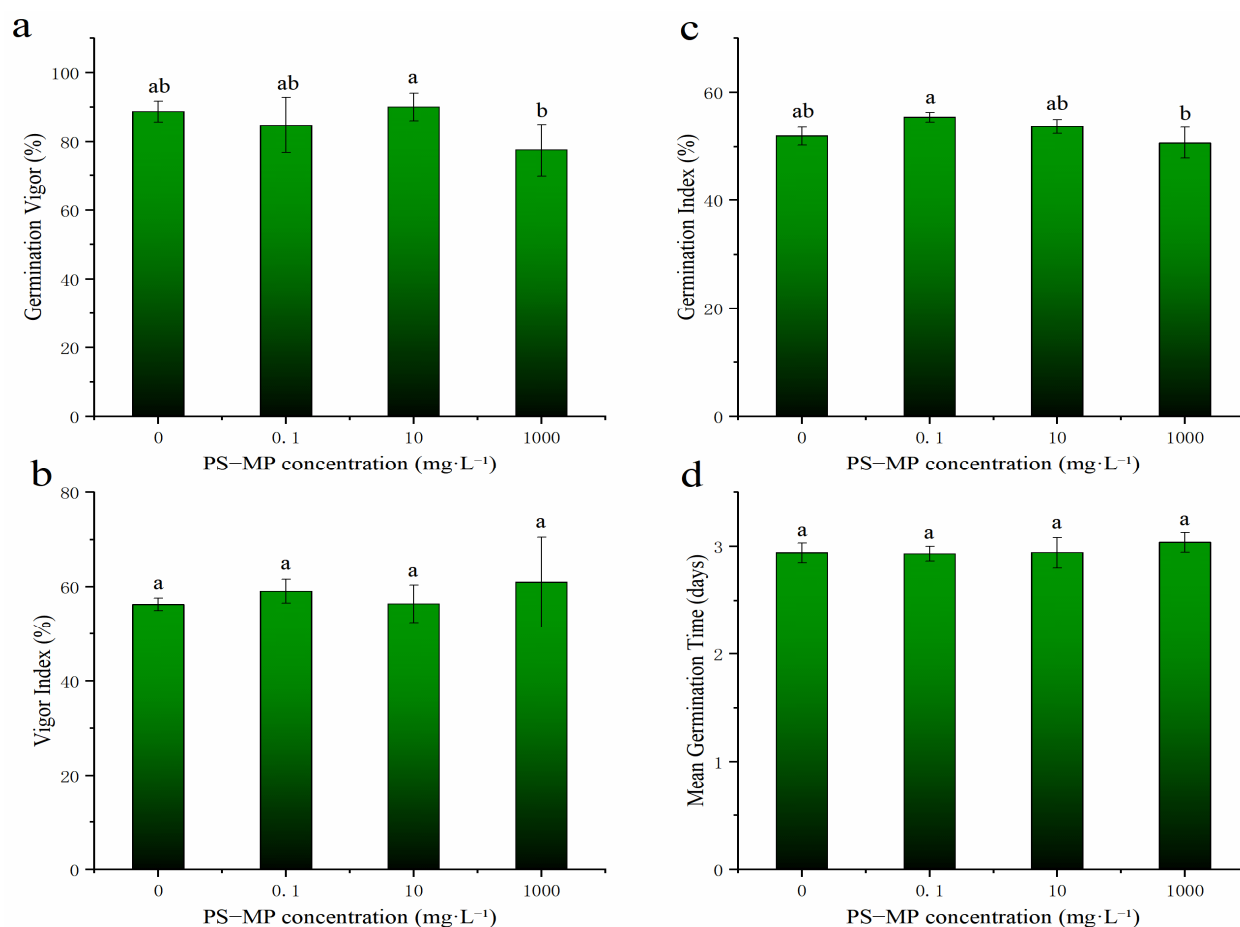 a
Germination Vigor (%)
100
80
60
40
20
0
ab
ab
a
b
0
0.1
10
1000
PS−MP concentration (mg·L⁻¹)
c
Germination Index (%)
60
40
20
0
ab
a
ab
b
0
0.1
10
1000
PS−MP concentration (mg·L⁻¹)
b
Vigor Index (%)
80
60
40
20
0
a
a
a
a
0
0.1
10
1000
PS−MP concentration (mg·L⁻¹)
d
Mean Germination Time (days)
3
2
1
0
a
a
a
a
0
0.1
10
1000
PS−MP concentration (mg·L⁻¹)